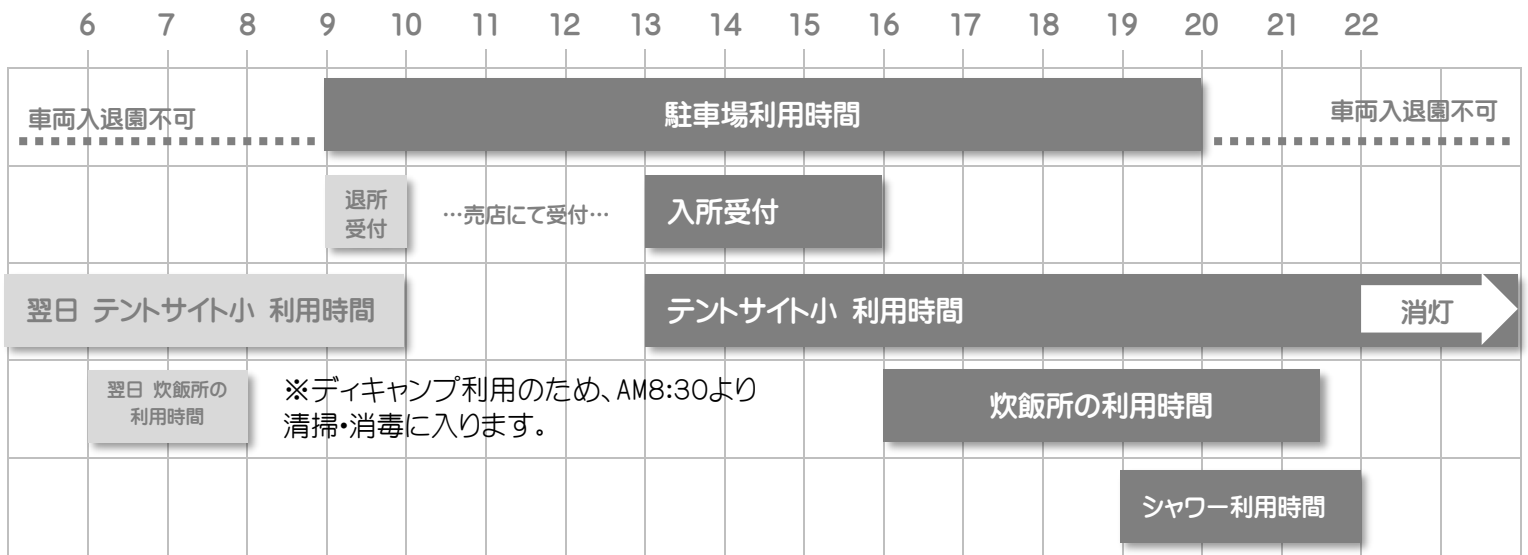 6 7 8 9 10 11 12 13 14 15 16 17 18 19 20 21 22
車両入退園不可
駐車場利用時間
車両入退園不可
退所
受付
…売店にて受付…
入所受付
翌日 テントサイト小 利用時間
テントサイト小 利用時間
消灯
翌日 炊飯所の
利用時間
※ディキャンプ利用のため、AM8:30より
清掃・消毒に入ります。
炊飯所の利用時間
シャワー利用時間